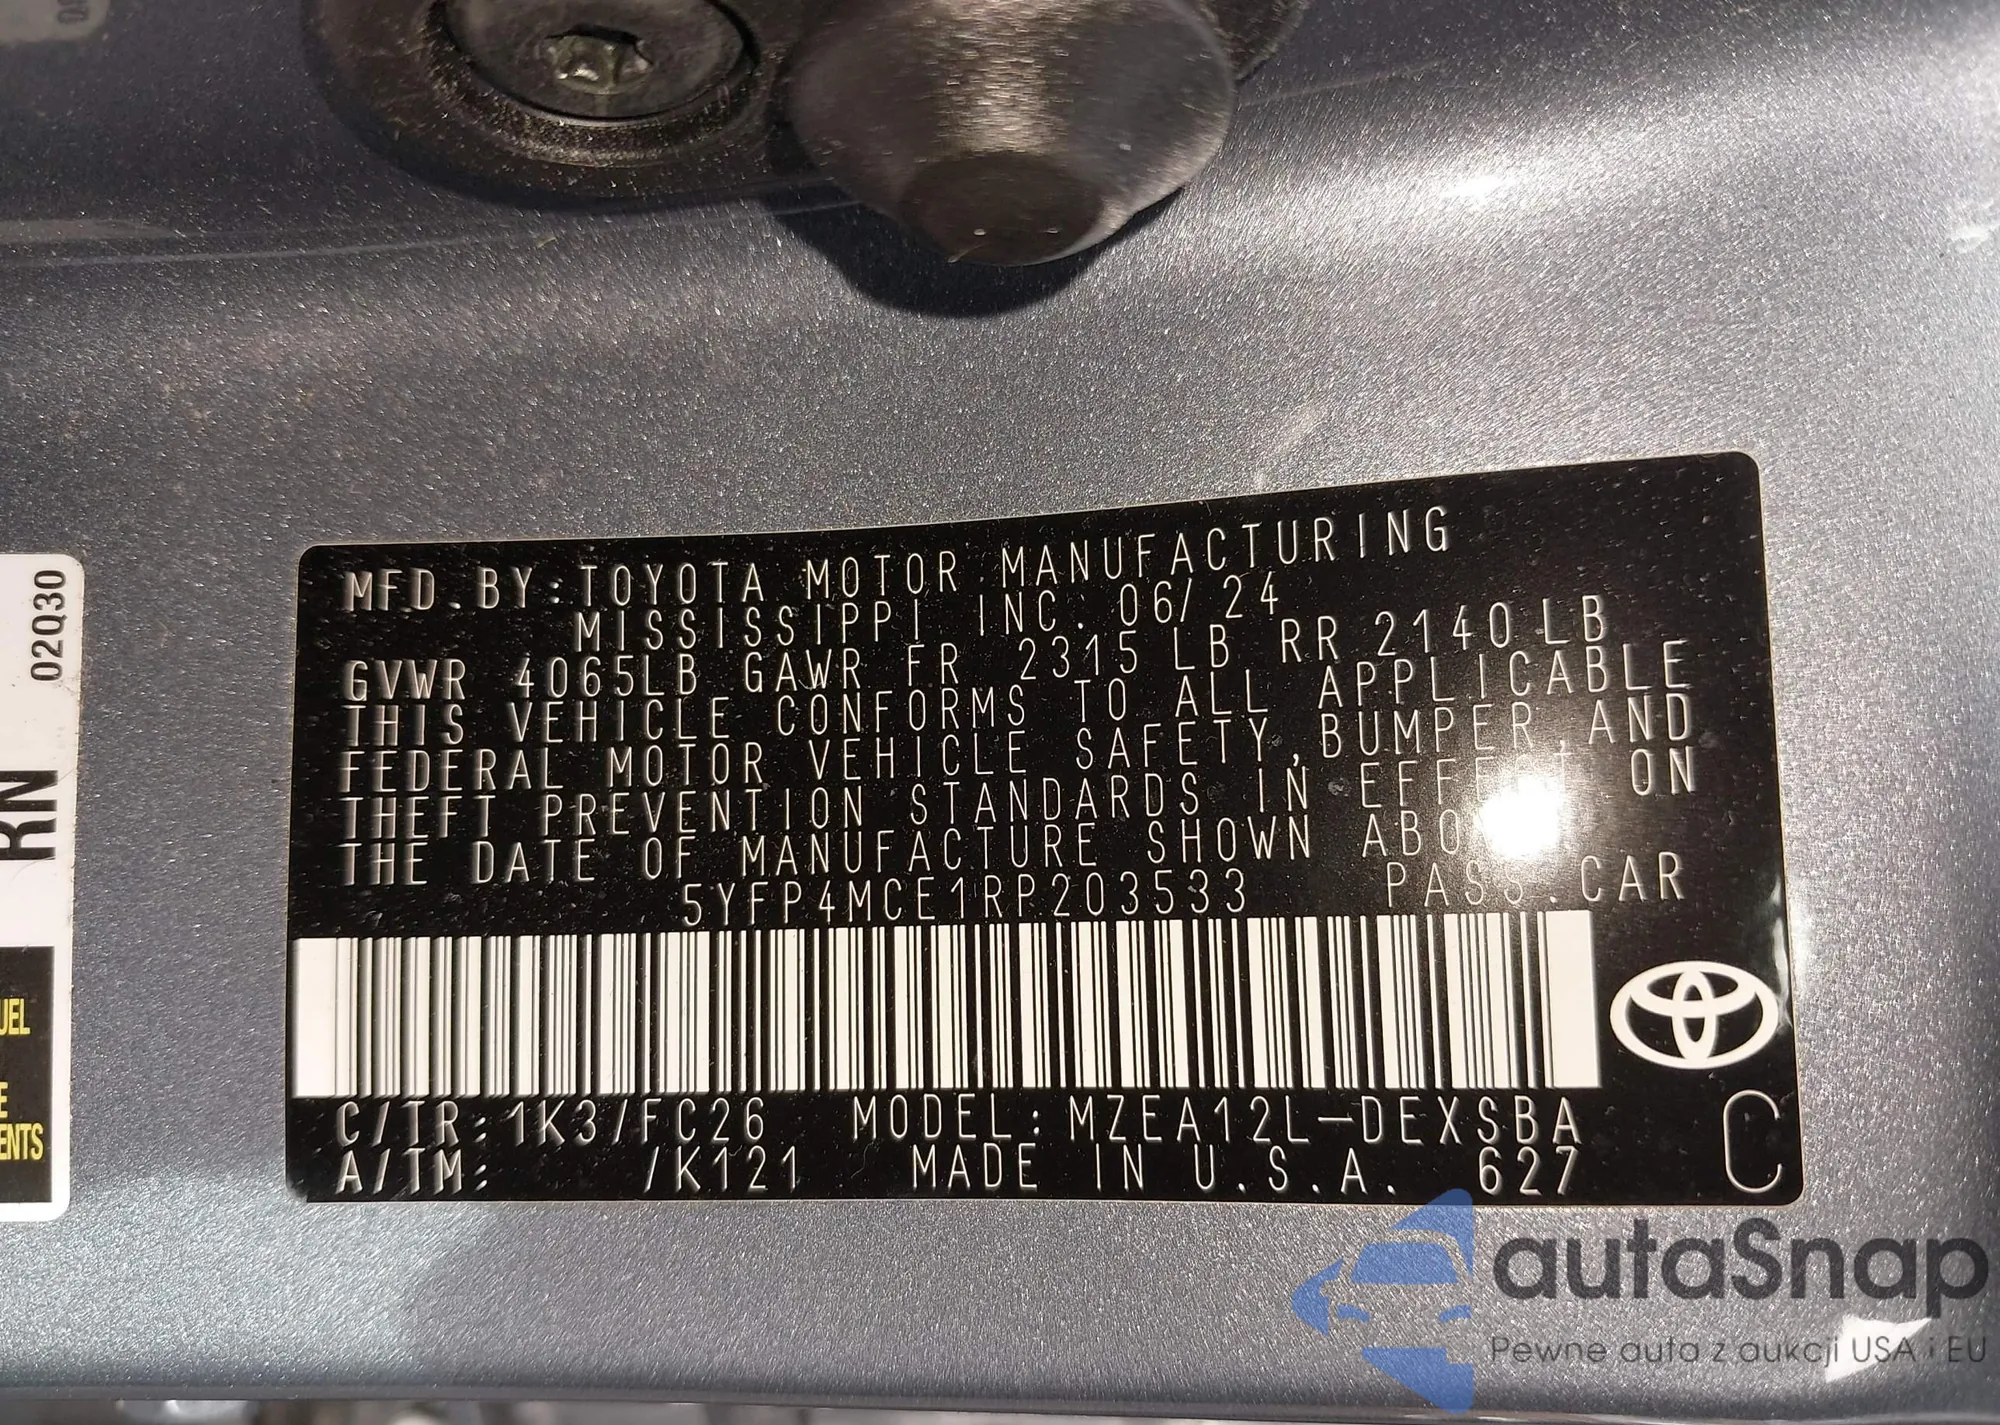 MFD. BY: TOYOTA MOTOR MANUFACTURING
MISSISSIPPI INC. 06/24
GVWR 4065LB GAWR FR 2315 LB RR 2140LB
THIS VEHICLE CONFORMS TO ALL APPLICABLE
FEDERAL MOTOR VEHICLE SAFETY, BUMPER, AND
THEFT PREVENTION STANDARDS IN EFFECT ON
THE DATE OF MANUFACTURE SHOWN
5YFP4MCE1RP203533 PASS. CAR
C/TR: 1K3/FC26 MODEL: MZEA12L-DEXSBA
A/TM: /K121 MADE IN U.S.A. 627
C
02Q30
RN
UEL
E
ENTS
autaSnap
Pewne auta z aukcji USA i EU